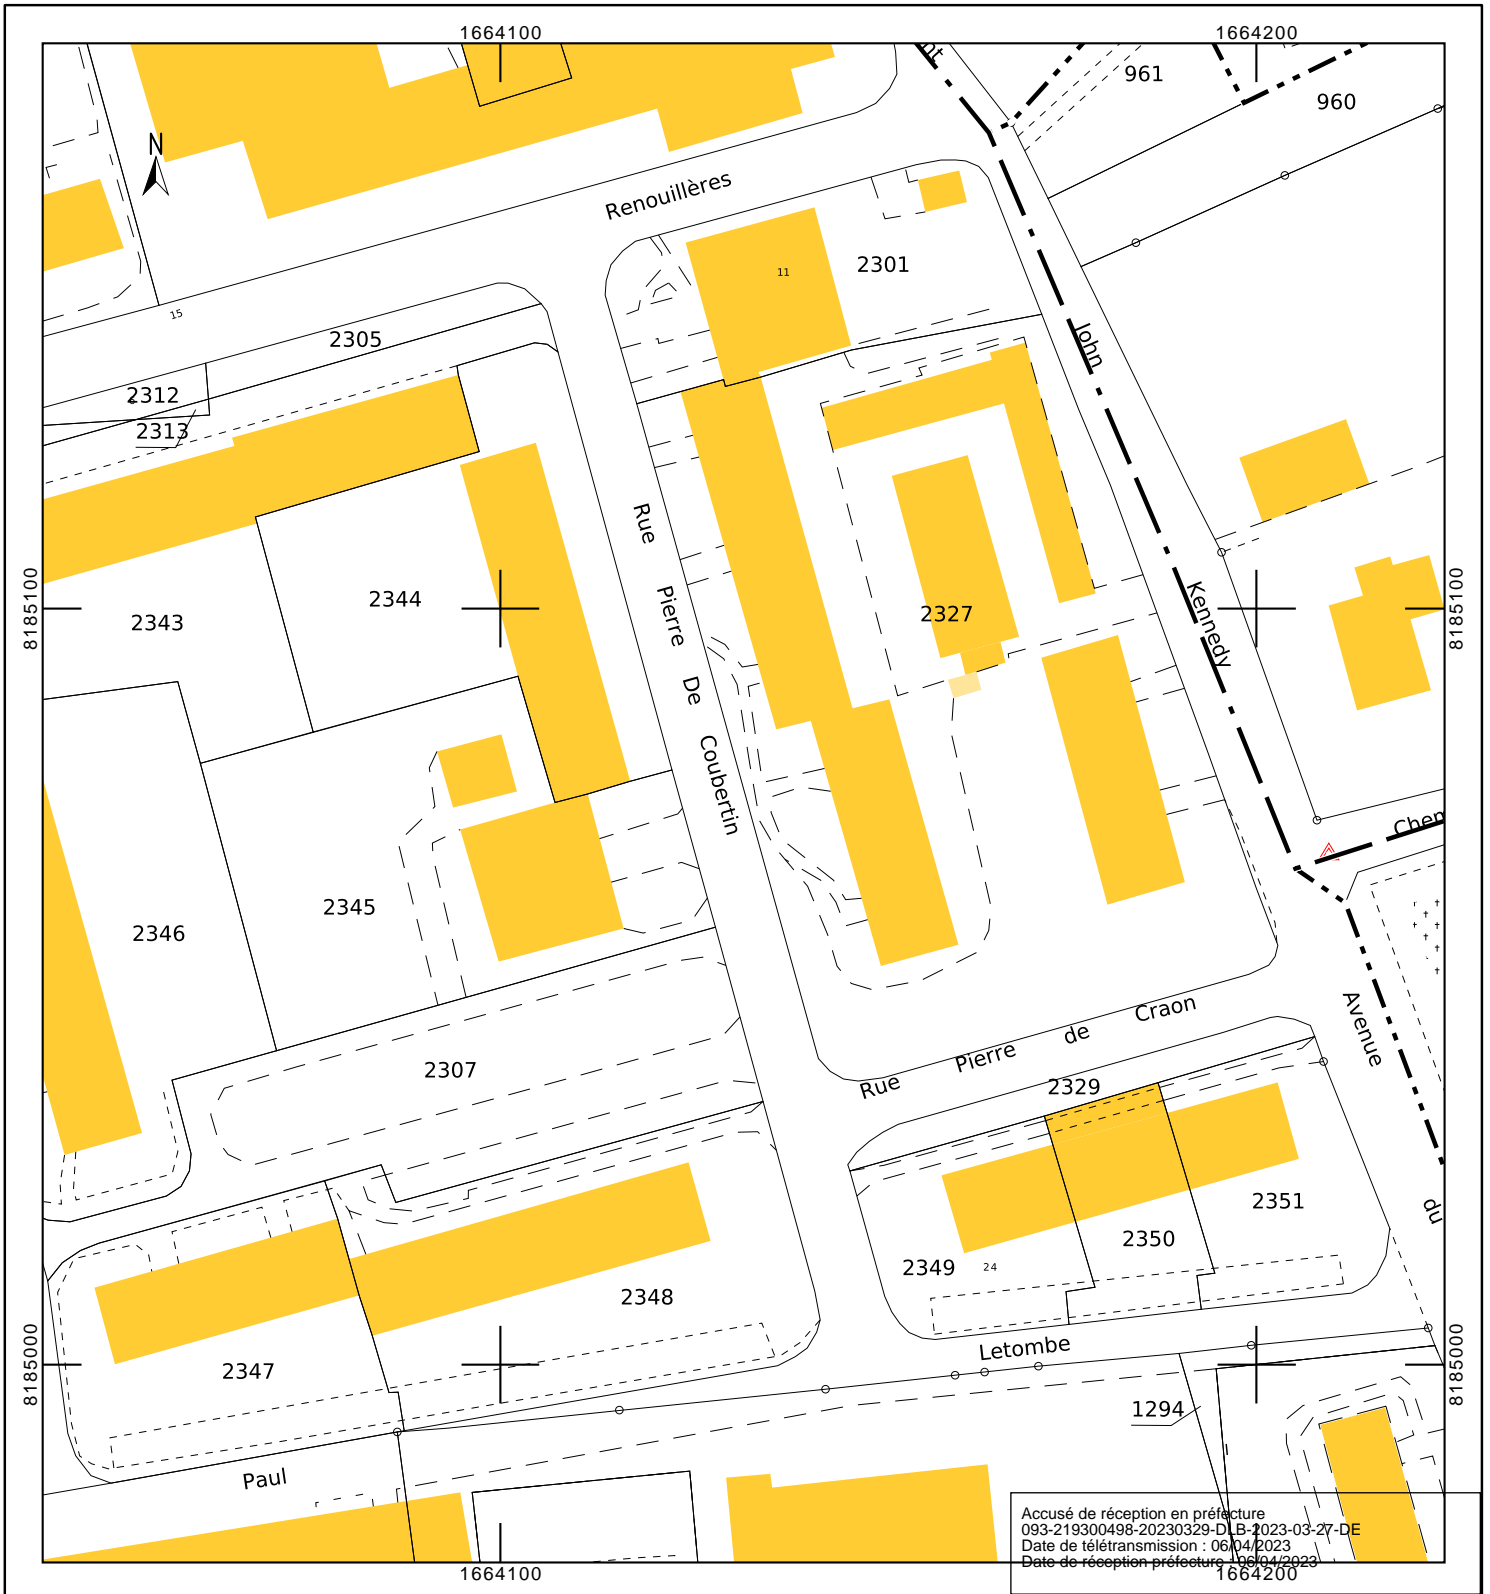 1664100
1664200
nt
961
960
N
Renouillères
2301
11
15
2305
John
2312
2313
Rue
8185100
2344
2343
2327
8185100
Pierre
Kennedy
De
Coubertin
Chem
2345
2346
Avenue
Rue Pierre de Craon
2307
2329
du
2351
2350
2349
24
2348
Letombe
8185000
2347
8185000
1294
Paul
Accusé de réception en préfecture
093-219300498-20230329-DLB-2023-03-27-DE
Date de télétransmission : 06/04/2023
Date de réception préfecture : 06/04/2023
1664100
1664200